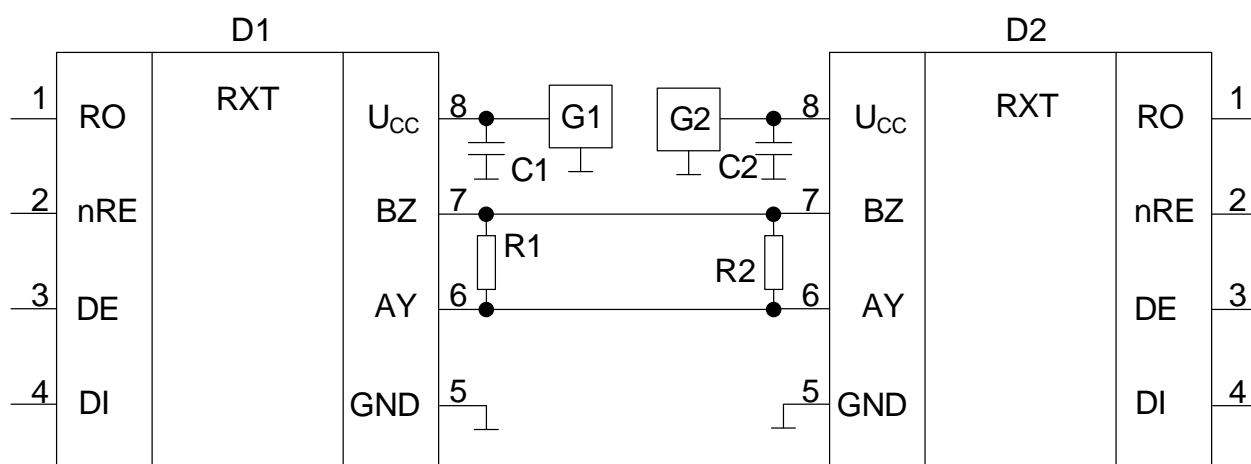 D1 D2
1 RO RXT UCC 8 G1 G2 8 UCC RXT RO 1
C1 C2
2 nRE BZ 7 7 BZ nRE 2
R1 R2
3 DE AY 6 6 AY DE 3
4 DI GND 5 5 GND DI 4